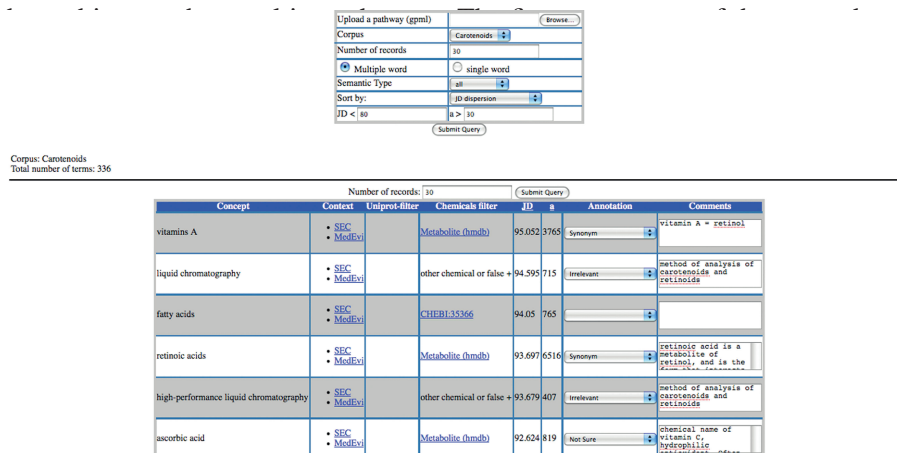 Upload a pathway (gpml) Browse...
Corpus Carotenoids
Number of records 30
Multiple word single word
Semantic Type all
Sort by: JD dispersion
JD < 80 a > 30
Submit Query
Corpus: Carotenoids
Total number of terms: 336
Number of records: 30 Submit Query
Concept Context Uniprot-filter Chemicals filter JD a Annotation Comments
vitamins A • SEC • MedEvi Metabolite (hmdb) 95.052 3765 Synonym vitamin A = retinol
liquid chromatography • SEC • MedEvi other chemical or false + 94.595 715 Irrelevant method of analysis of carotenoids and retinoids
fatty acids • SEC • MedEvi CHEBI:35366 94.05 765
retinoic acids • SEC • MedEvi Metabolite (hmdb) 93.697 6516 Synonym retinoic acid is a metabolite of retinol, and is the
high-performance liquid chromatography • SEC • MedEvi other chemical or false + 93.679 407 Irrelevant method of analysis of carotenoids and retinoids
ascorbic acid • SEC • MedEvi Metabolite (hmdb) 92.624 819 Not Sure chemical name of vitamin C, hydrophilic